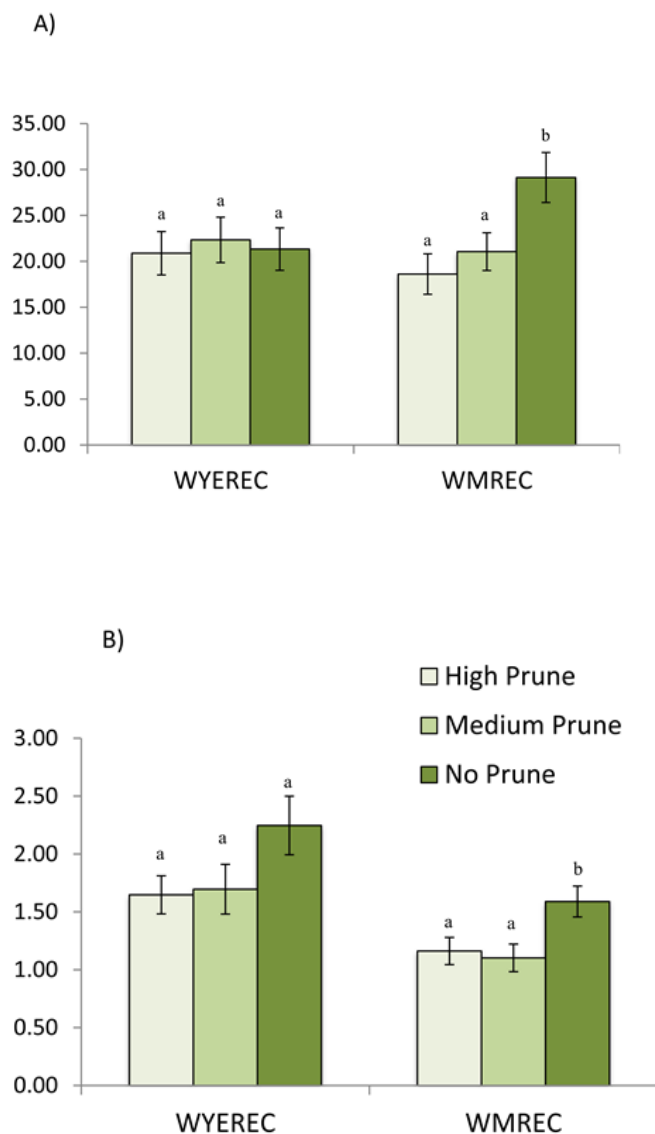 A)
35.00
30.00
25.00
20.00
15.00
10.00
5.00
0.00
a
a
a
a
a
b
WYEREC
WMREC
B)
High Prune
Medium Prune
No Prune
3.00
2.50
2.00
1.50
1.00
0.50
0.00
a
a
a
a
a
b
WYEREC
WMREC